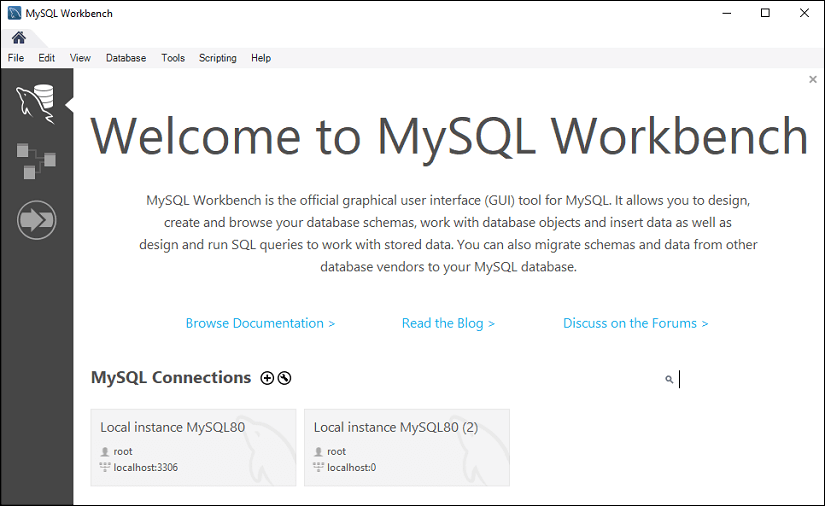 MySQL Workbench
File Edit View Database Tools Scripting Help
Welcome to MySQL Workbench
MySQL Workbench is the official graphical user interface (GUI) tool for MySQL. It allows you to design,
create and browse your database schemas, work with database objects and insert data as well as
design and run SQL queries to work with stored data. You can also migrate schemas and data from other
database vendors to your MySQL database.
Browse Documentation > Read the Blog > Discuss on the Forums >
MySQL Connections
Local instance MySQL80 Local instance MySQL80 (2)
root root
localhost:3306 localhost:0